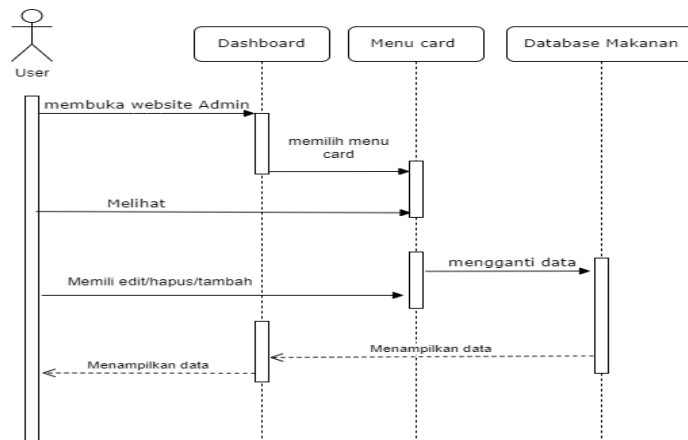 Dashboard
Menu card
Database Makanan
User
membuka website Admin
memilih menu
card
Melihat
mengganti data
Memili edit/hapus/tambah
Menampilkan data
Menampilkan data